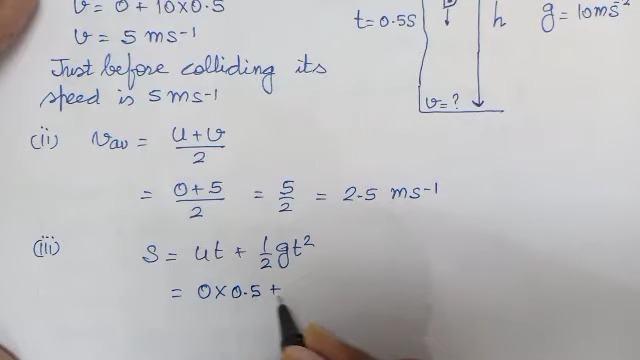 v = 0 + 10×0.5
v = 5 ms⁻¹
Just before colliding its
speed is 5 ms⁻¹
t = 0.5s
h
g = 10ms⁻²
v = ?
(ii) Vav = u+v/2
= 0+5/2 = 5/2 = 2.5 ms⁻¹
(iii) S = ut + 1/2gt²
= 0×0.5 +